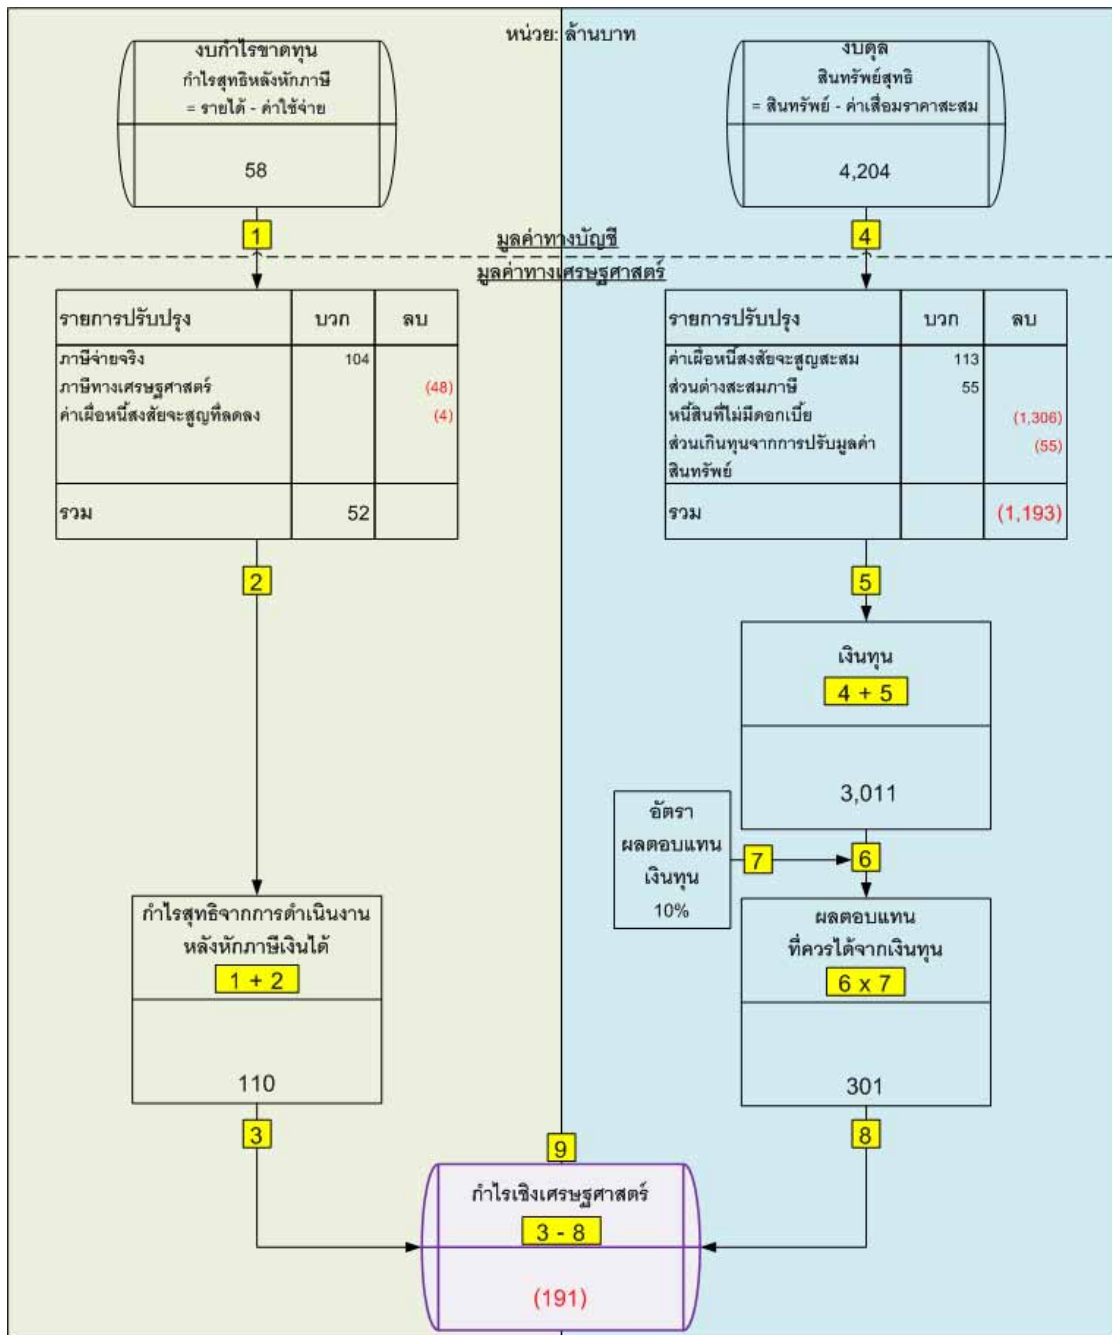 หน่วย: ล้านบาท
งบกำไรขาดทุน
กำไรสุทธิหลังหักภาษี
= รายได้ - ค่าใช้จ่าย
58
1
งบดุล
สินทรัพย์สุทธิ
= สินทรัพย์ - ค่าเสื่อมราคาสะสม
4,204
4
มูลค่าทางบัญชี
มูลค่าทางเศรษฐศาสตร์
รายการปรับปรุง บวก ลบ
ภาษีจ่ายจริง 104
ภาษีทางเศรษฐศาสตร์ (48)
ค่าเผื่อหนี้สงสัยจะสูญที่ลดลง (4)
รวม 52
2
รายการปรับปรุง บวก ลบ
ค่าเผื่อหนี้สงสัยจะสูญสะสม 113
ส่วนต่างสะสมภาษี 55
หนี้สินที่ไม่มีดอกเบี้ย (1,306)
ส่วนเกินทุนจากการปรับมูลค่า (55)
สินทรัพย์
รวม (1,193)
5
เงินทุน
4 + 5
3,011
อัตรา
ผลตอบแทน
เงินทุน
10%
7
6
กำไรสุทธิจากการดำเนินงาน
หลังหักภาษีเงินได้
1 + 2
110
3
ผลตอบแทน
ที่ควรได้จากเงินทุน
6 x 7
301
8
9
กำไรเชิงเศรษฐศาสตร์
3 - 8
(191)